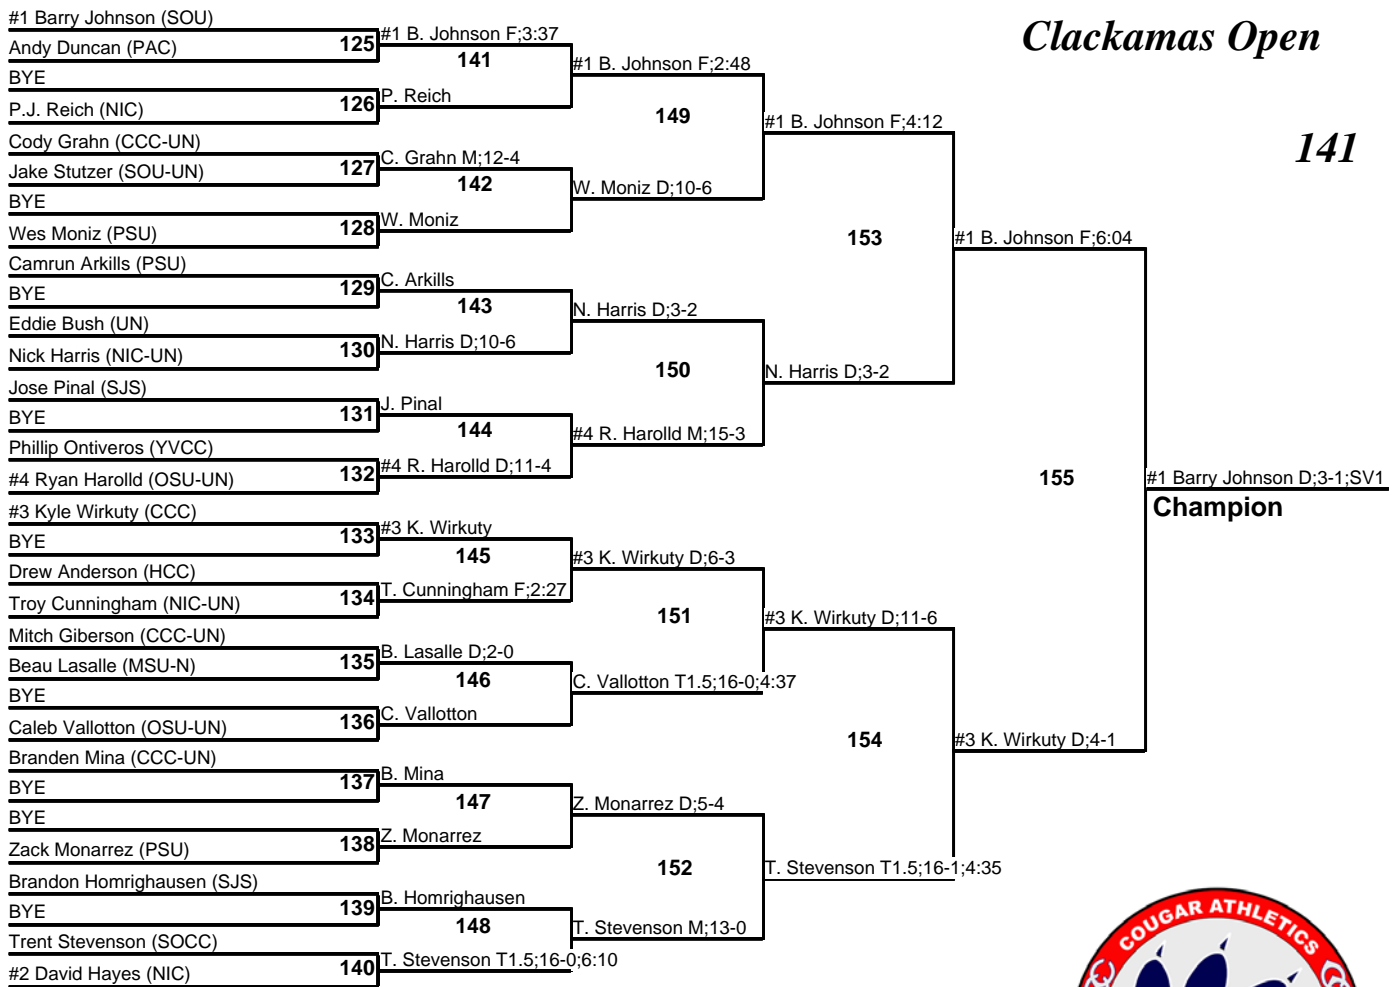 Clackamas Open
141
#1 Barry Johnson (SOU)
Andy Duncan (PAC)
BYE
P.J. Reich (NIC)
Cody Grahn (CCC-UN)
Jake Stutzer (SOU-UN)
BYE
Wes Moniz (PSU)
Camrun Arkills (PSU)
BYE
Eddie Bush (UN)
Nick Harris (NIC-UN)
Jose Pinal (SJS)
BYE
Phillip Ontiveros (YVCC)
#4 Ryan Harolld (OSU-UN)
#3 Kyle Wirkuty (CCC)
BYE
Drew Anderson (HCC)
Troy Cunningham (NIC-UN)
Mitch Giberson (CCC-UN)
Beau Lasalle (MSU-N)
BYE
Caleb Vallotton (OSU-UN)
Branden Mina (CCC-UN)
BYE
BYE
Zack Monarrez (PSU)
Brandon Homrighausen (SJS)
BYE
Trent Stevenson (SOCC)
#2 David Hayes (NIC)
125
126
127
128
129
130
131
132
133
134
135
136
137
138
139
140
#1 B. Johnson F;3:37
141
P. Reich
C. Grahn M;12-4
142
W. Moniz
C. Arkills
143
N. Harris D;10-6
J. Pinal
144
#4 R. Harolld D;11-4
#3 K. Wirkuty
145
T. Cunningham F;2:27
B. Lasalle D;2-0
146
C. Vallotton
B. Mina
147
Z. Monarrez
B. Homrighausen
148
T. Stevenson T1.5;16-0;6:10
#1 B. Johnson F;2:48
149
W. Moniz D;10-6
N. Harris D;3-2
150
#4 R. Harolld M;15-3
#3 K. Wirkuty D;6-3
151
C. Vallotton T1.5;16-0;4:37
Z. Monarrez D;5-4
152
T. Stevenson M;13-0
#1 B. Johnson F;4:12
153
N. Harris D;3-2
#3 K. Wirkuty D;11-6
154
T. Stevenson T1.5;16-1;4:35
#1 B. Johnson F;6:04
155
#3 K. Wirkuty D;4-1
#1 Barry Johnson D;3-1;SV1
Champion
COUGAR ATHLETICS